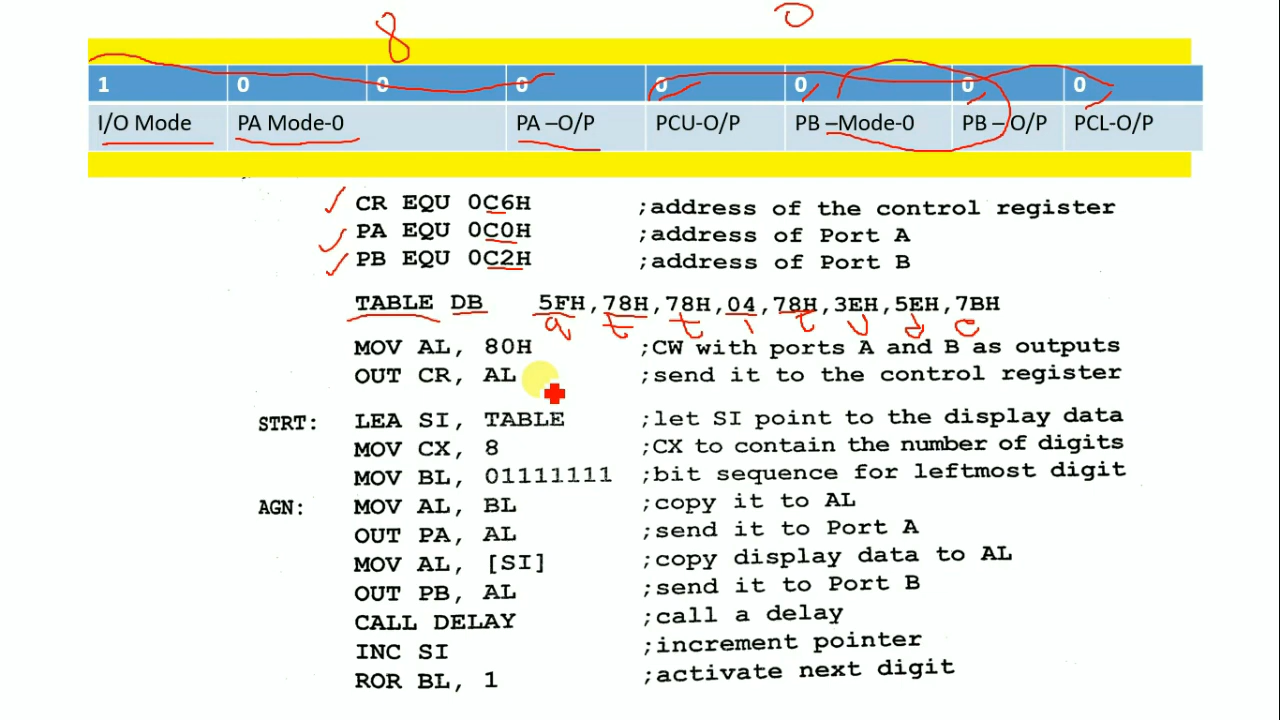 8 0
1 0 0 0 0 0 0 0
I/O Mode PA Mode-0 PA –O/P PCU-O/P PB –Mode-0 PB – O/P PCL-O/P
CR EQU 0C6H ;address of the control register
PA EQU 0C0H ;address of Port A
PB EQU 0C2H ;address of Port B
TABLE DB 5FH,78H,78H,04,78H,3EH,5EH,7BH
a t t i t u d e
MOV AL, 80H ;CW with ports A and B as outputs
OUT CR, AL ;send it to the control register
STRT: LEA SI, TABLE ;let SI point to the display data
MOV CX, 8 ;CX to contain the number of digits
MOV BL, 01111111 ;bit sequence for leftmost digit
AGN: MOV AL, BL ;copy it to AL
OUT PA, AL ;send it to Port A
MOV AL, [SI] ;copy display data to AL
OUT PB, AL ;send it to Port B
CALL DELAY ;call a delay
INC SI ;increment pointer
ROR BL, 1 ;activate next digit